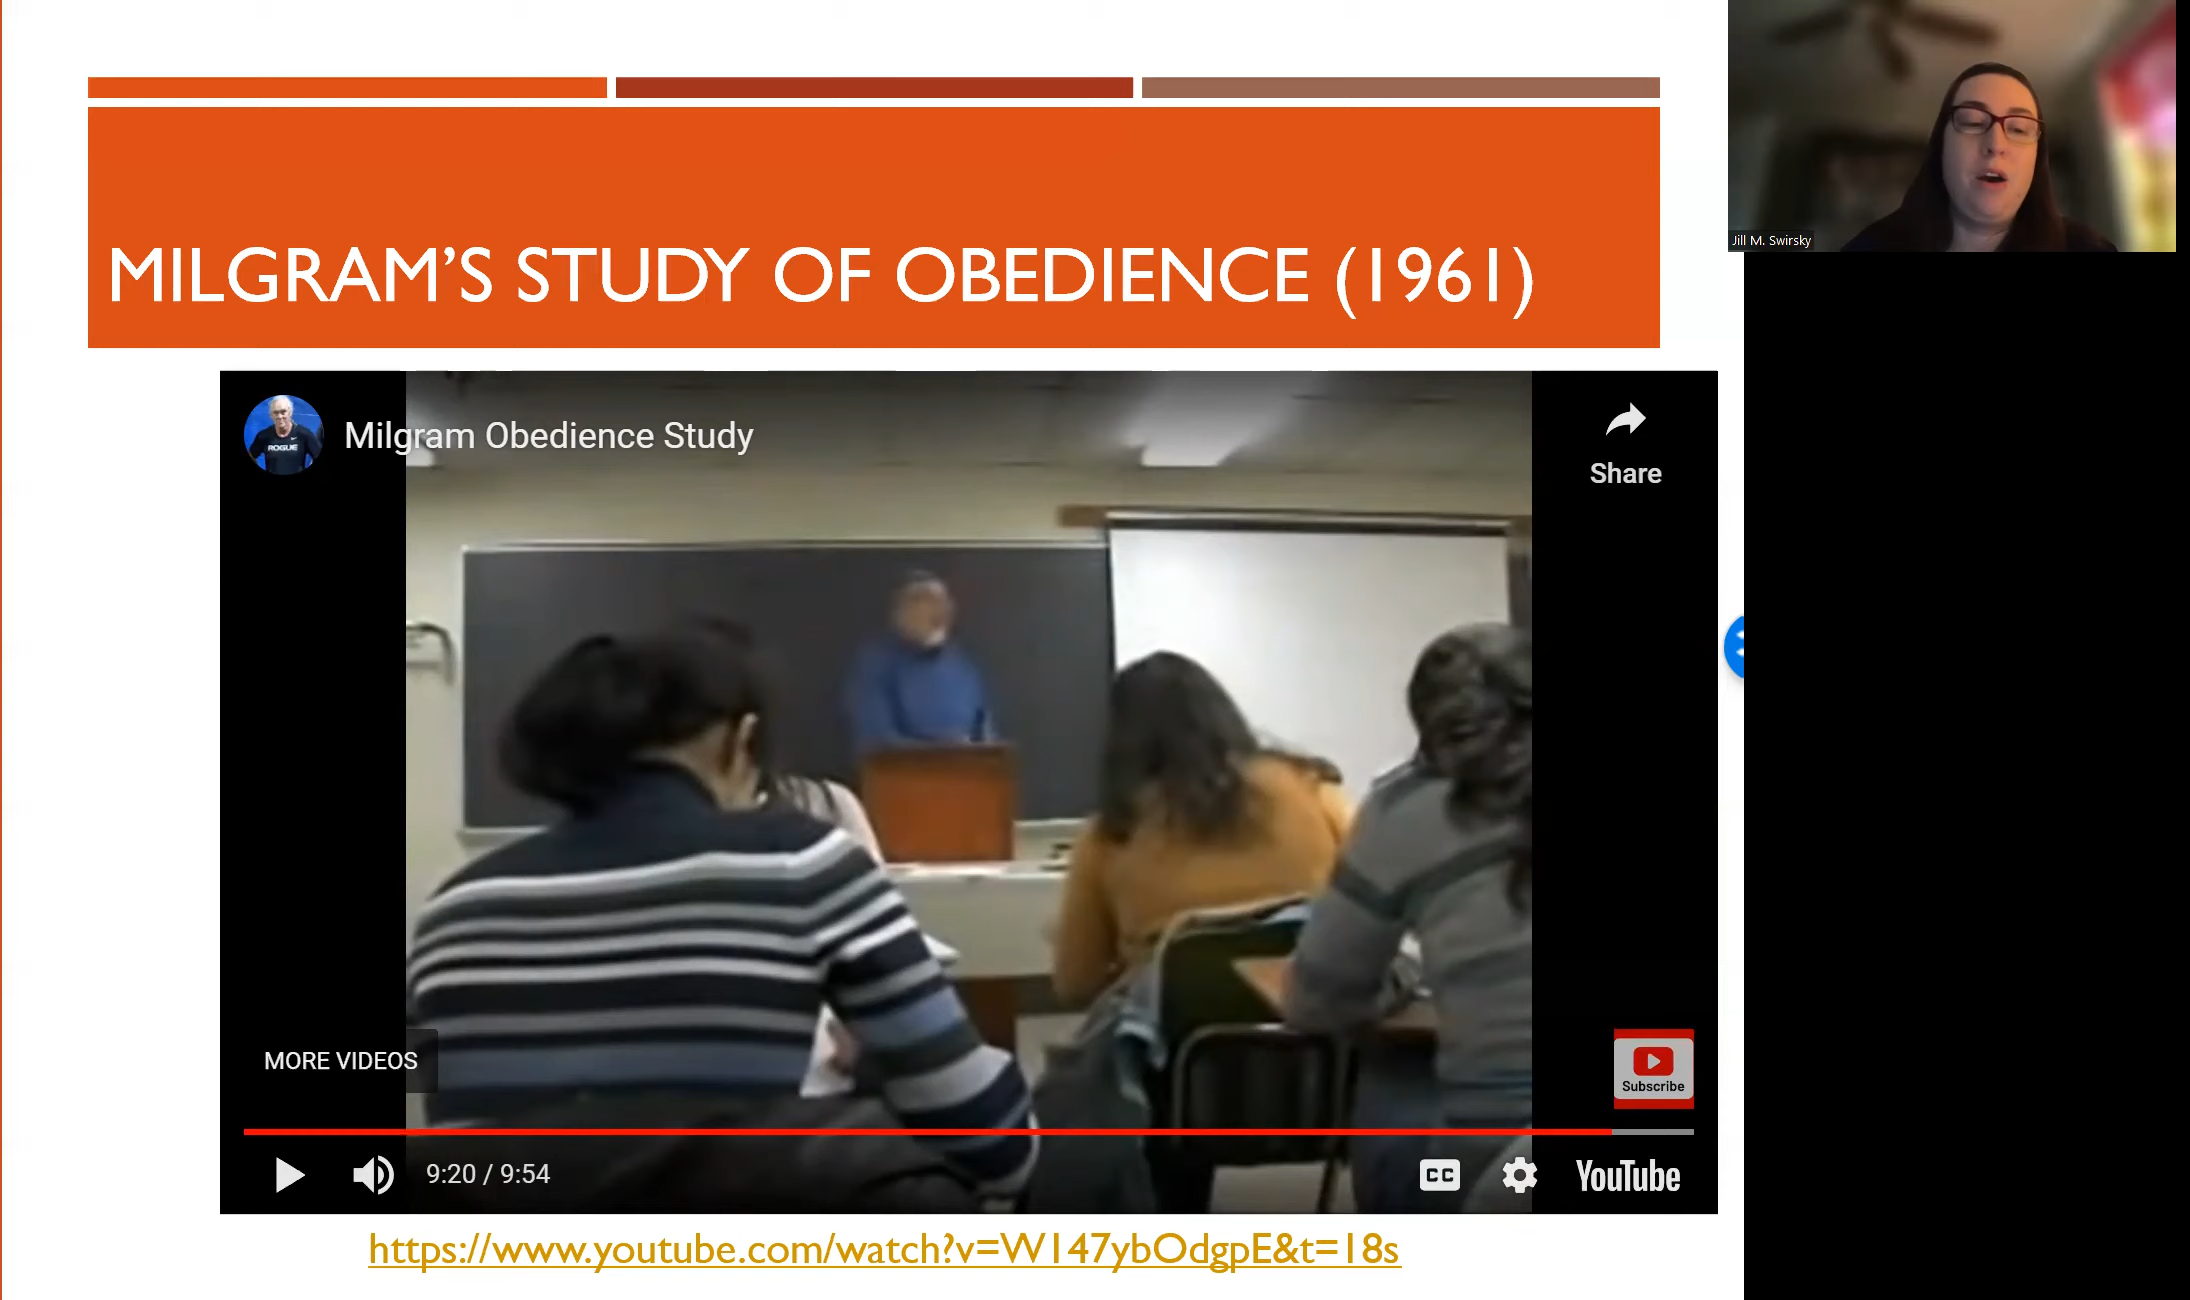 MILGRAM’S STUDY OF OBEDIENCE (1961)
Jill M. Swirsky
ROGUE
Milgram Obedience Study
Share
MORE VIDEOS
Subscribe
9:20 / 9:54
CC
YouTube
https://www.youtube.com/watch?v=W147ybOdgpE&t=18s